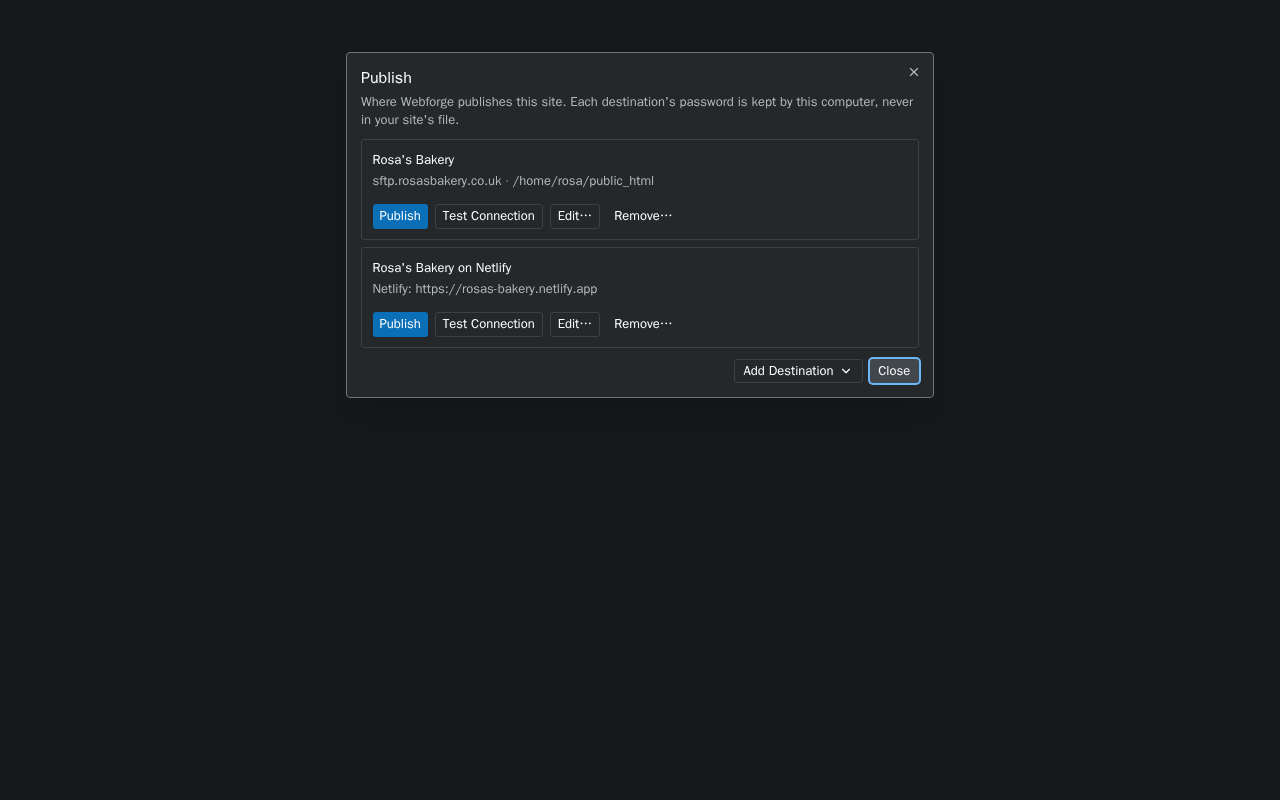 Publish
Where Webforge publishes this site. Each destination's password is kept by this computer, never
in your site's file.
Rosa's Bakery
sftp.rosasbakery.co.uk · /home/rosa/public_html
Publish Test Connection Edit… Remove…
Rosa's Bakery on Netlify
Netlify: https://rosas-bakery.netlify.app
Publish Test Connection Edit… Remove…
Add Destination Close